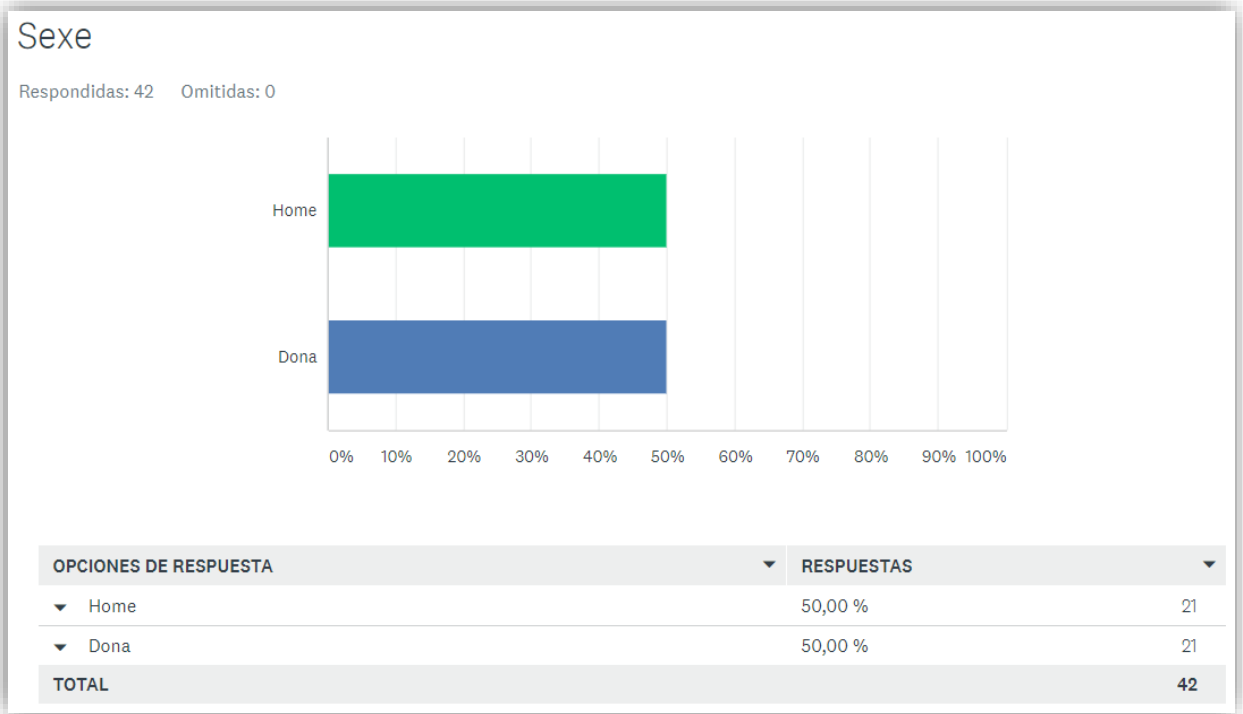 Sexe
Respondidas: 42 Omitidas: 0
Home
Dona
0% 10% 20% 30% 40% 50% 60% 70% 80% 90% 100%
OPCIONES DE RESPUESTA RESPUESTAS
Home 50,00 % 21
Dona 50,00 % 21
TOTAL 42